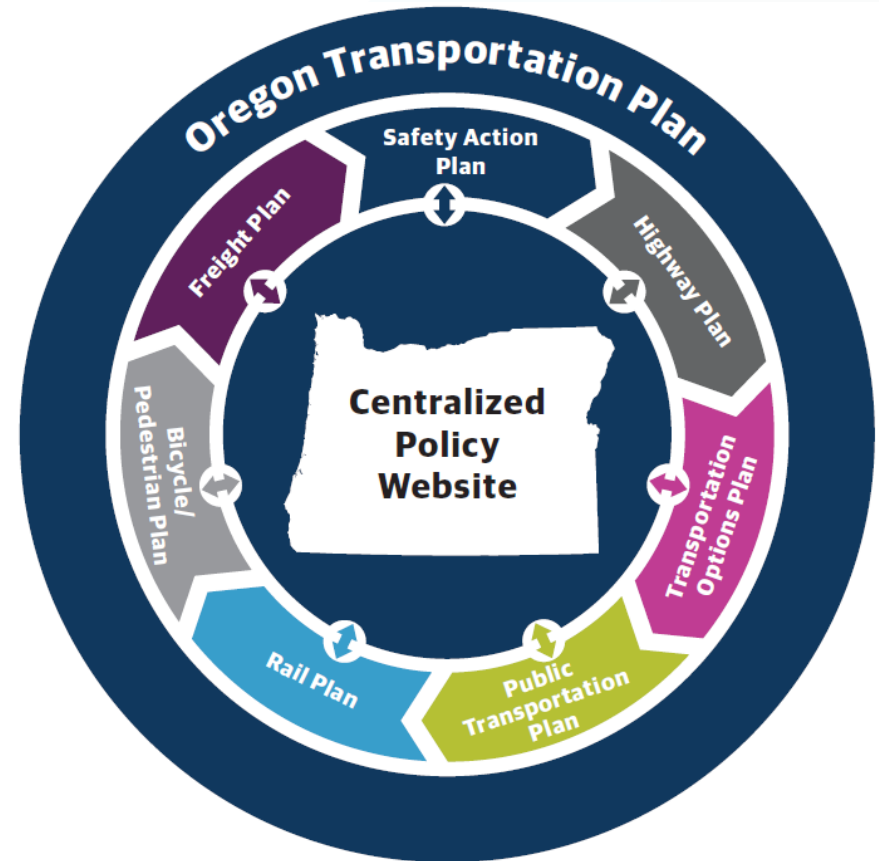 Oregon Transportation Plan
Safety Action
Plan
Highway Plan
Transportation
Options Plan
Public
Transportation
Plan
Rail Plan
Bicycle/
Pedestrian Plan
Freight Plan
Centralized
Policy
Website